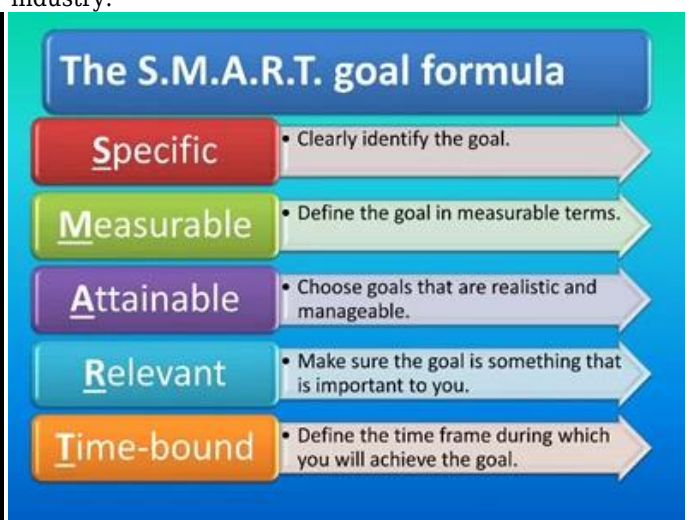 industry.
The S.M.A.R.T. goal formula
Specific
• Clearly identify the goal.
Measurable
• Define the goal in measurable terms.
Attainable
• Choose goals that are realistic and
manageable.
Relevant
• Make sure the goal is something that
is important to you.
Time-bound
• Define the time frame during which
you will achieve the goal.